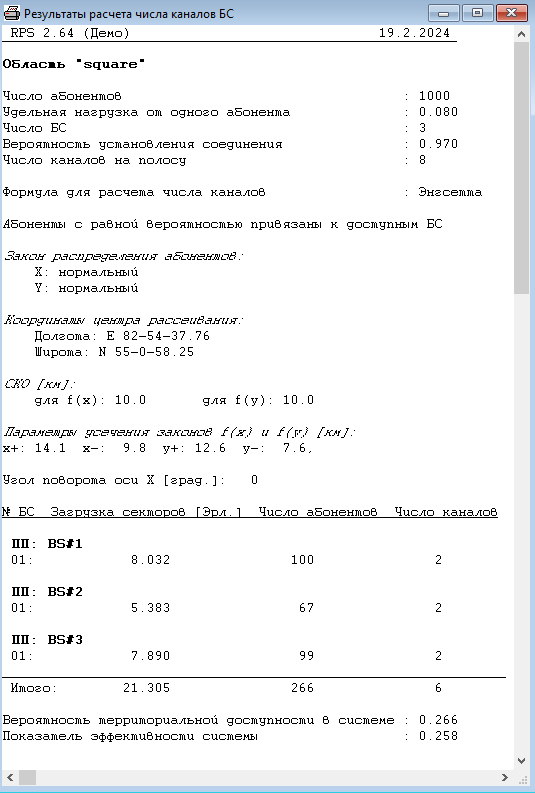 Результаты расчета числа каналов БС
RPS 2.64 (Демо) 19.2.2024
Область "square"
Число абонентов : 1000
Удельная нагрузка от одного абонента : 0.080
Число БС : 3
Вероятность установления соединения : 0.970
Число каналов на полосу : 8
Формула для расчета числа каналов : Энгсетта
Абоненты с равной вероятностью привязаны к доступным БС
Закон распределения абонентов:
X: нормальный
Y: нормальный
Координаты центра рассеивания:
Долгота: E 82-54-37.76
Широта: N 55-0-58.25
СКО [км]:
для f(x): 10.0 для f(y): 10.0
Параметры усечения законов f(x) и f(y) [км]:
x+: 14.1 x-: 9.8 y+: 12.6 y-: 7.6,
Угол поворота оси X [град.]: 0
№ БС Загрузка секторов [Эрл.] Число абонентов Число каналов
ПП: BS#1
01: 8.032 100 2
ПП: BS#2
01: 5.383 67 2
ПП: BS#3
01: 7.890 99 2
Итого: 21.305 266 6
Вероятность территориальной доступности в системе : 0.266
Показатель эффективности системы : 0.258